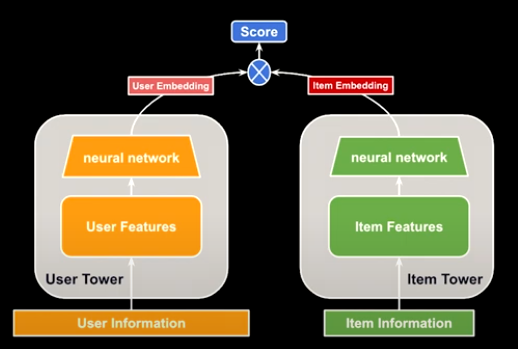 Score
User Embedding
Item Embedding
neural network
neural network
User Features
Item Features
User Tower
Item Tower
User Information
Item Information